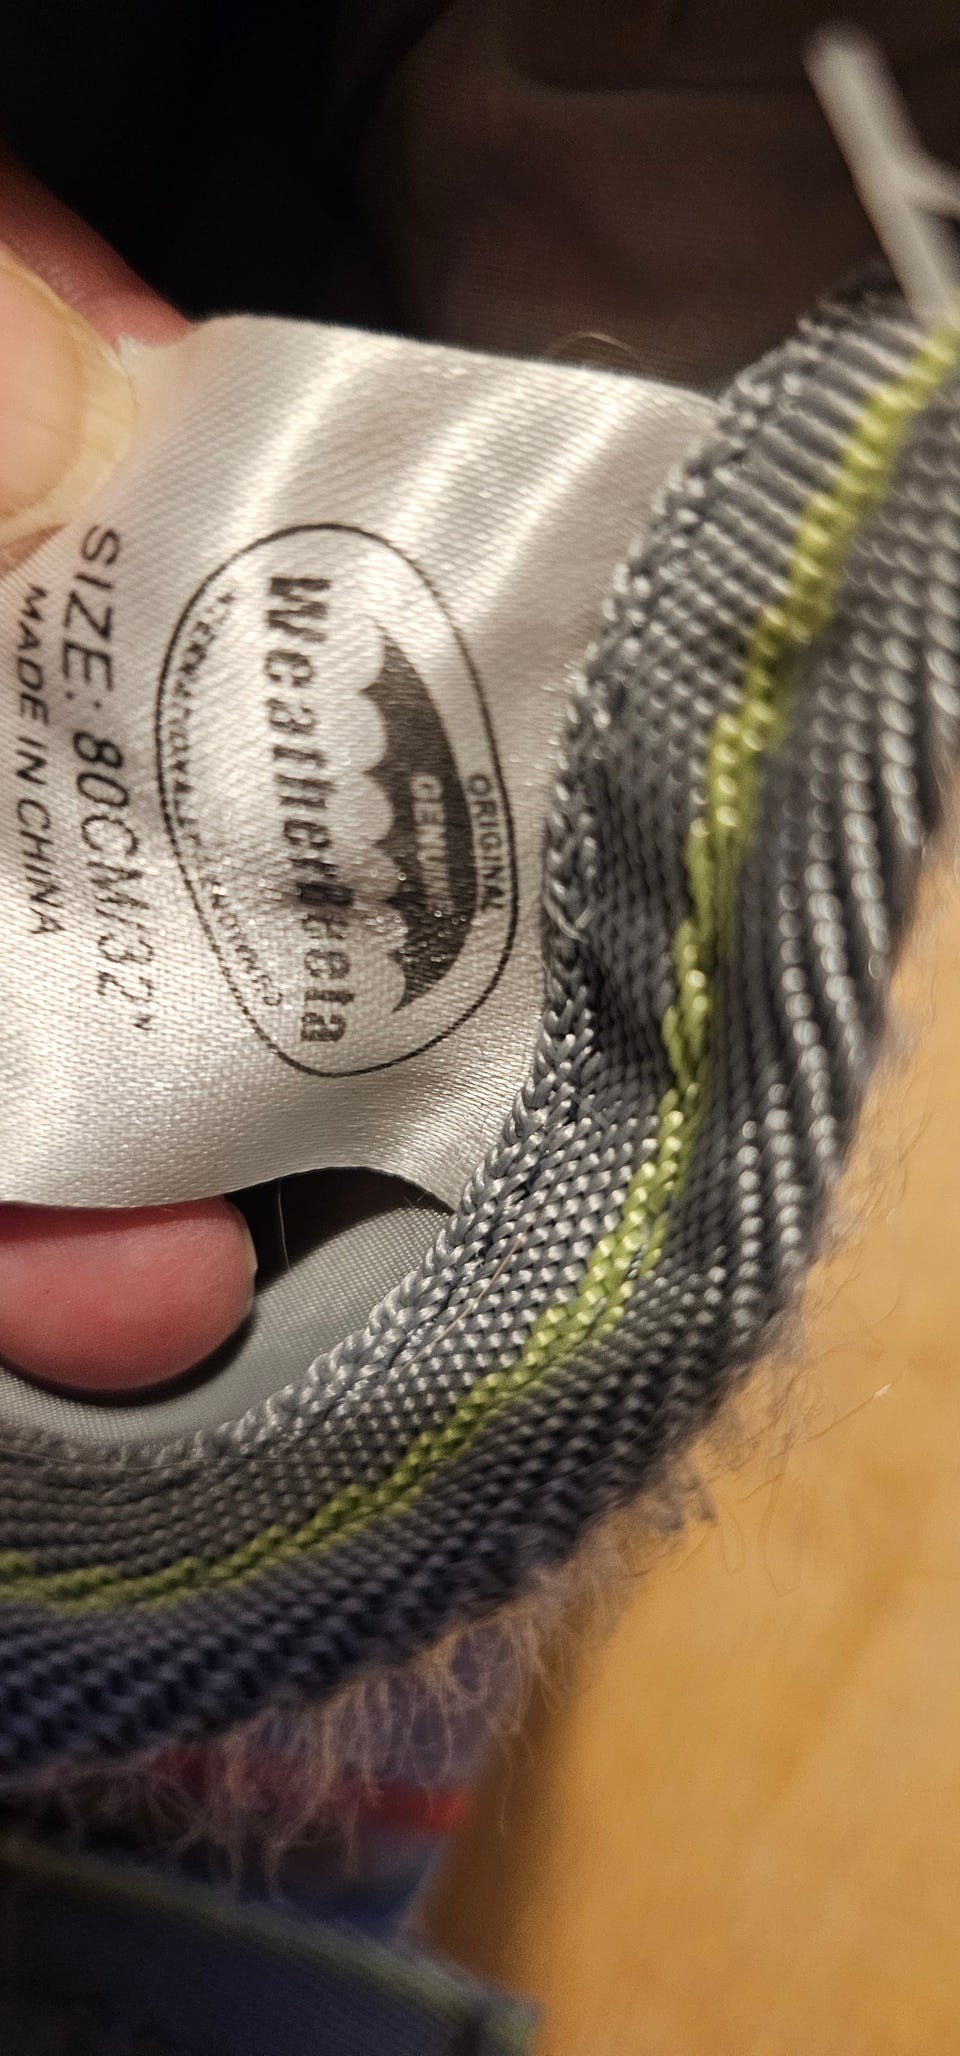 ORIGINAL
GENUINE
WeatherBeeta
SIZE: 80CM/32"
MADE IN CHINA